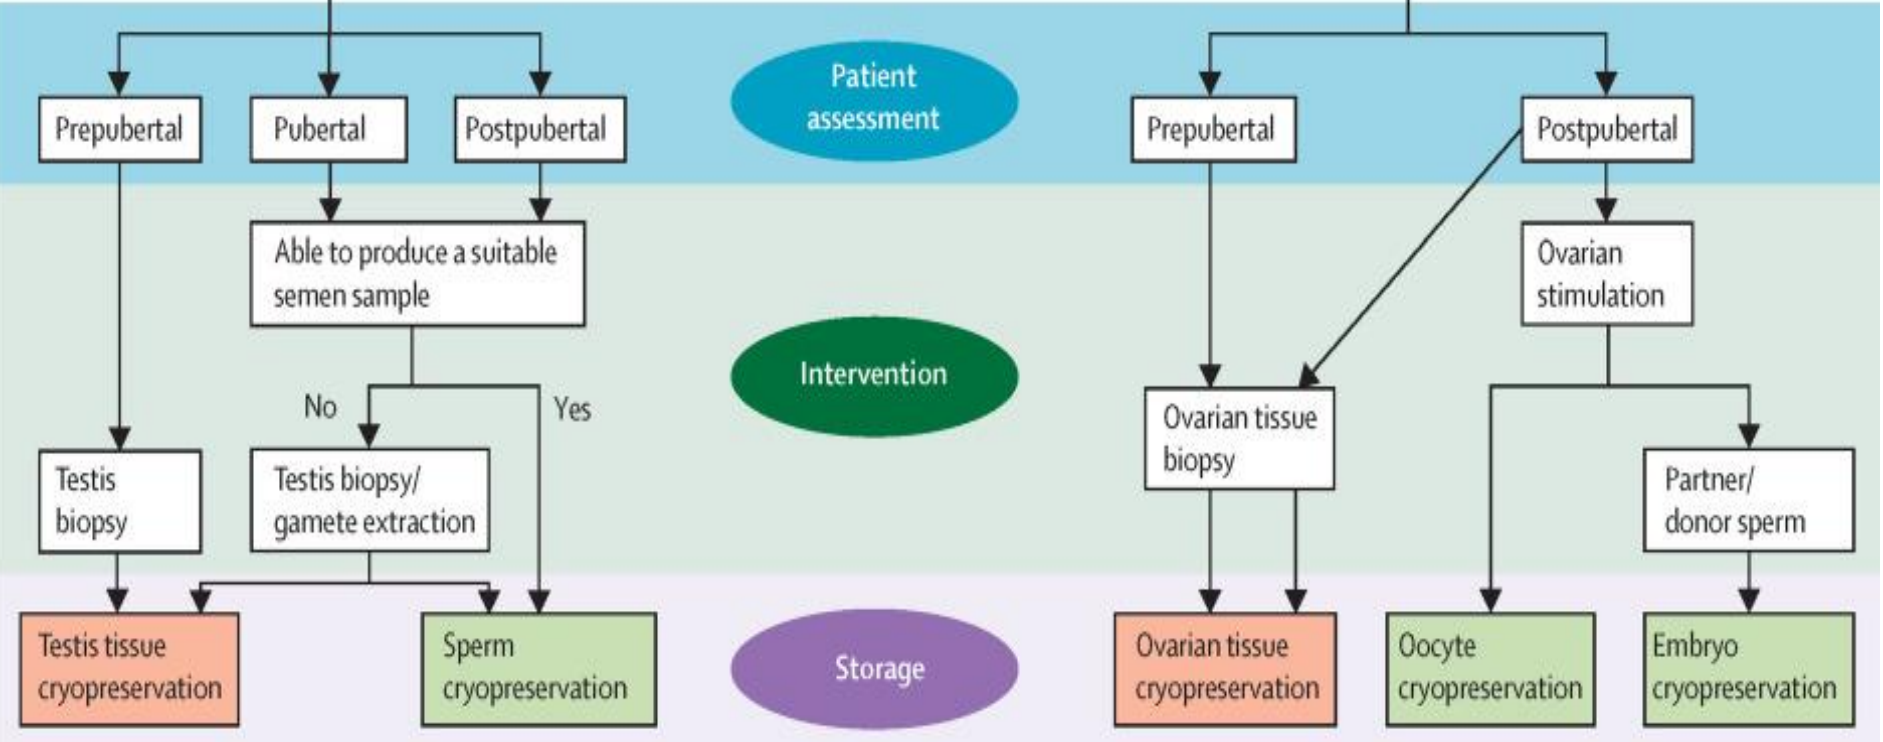 Prepubertal
Pubertal
Postpubertal
Patient
assessment
Prepubertal
Postpubertal
Able to produce a suitable
semen sample
Ovarian
stimulation
No
Yes
Intervention
Ovarian tissue
biopsy
Testis
biopsy
Testis biopsy/
gamete extraction
Partner/
donor sperm
Testis tissue
cryopreservation
Sperm
cryopreservation
Storage
Ovarian tissue
cryopreservation
Oocyte
cryopreservation
Embryo
cryopreservation